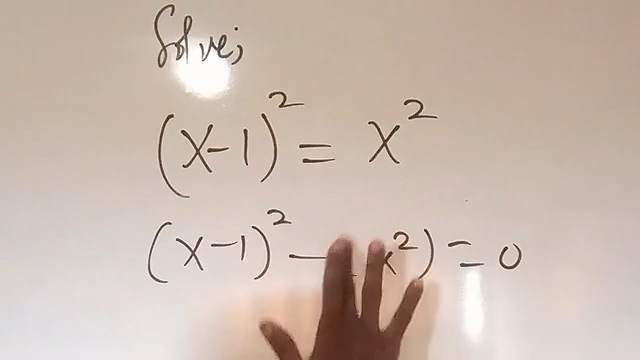 Solve;
(x-1)² = x²
(x-1)² - x²) = 0